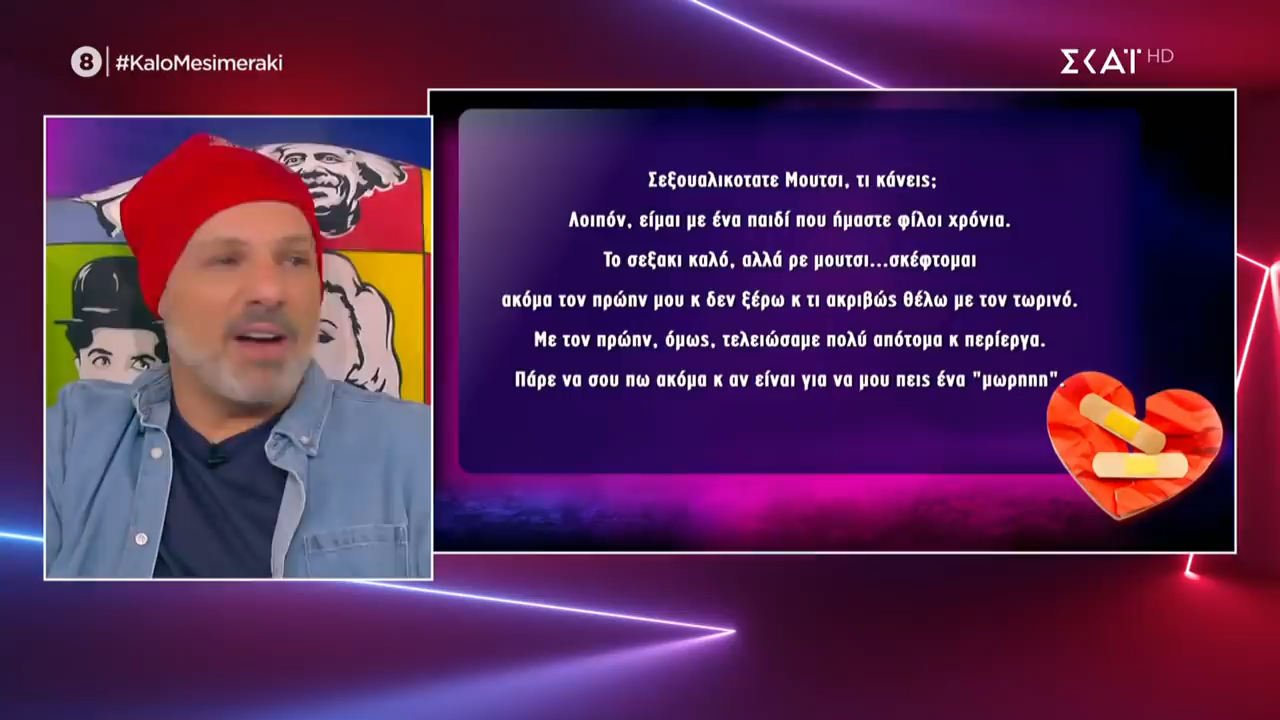 8 #KaloMesimeraki
ΣΚΑΪ HD
Σεξουαλικοτατε Μουτσι, τι κάνεις;
Λοιπόν, είμαι με ένα παιδί που ήμαστε φίλοι χρόνια.
Το σεξακι καλό, αλλά ρε μουτσι...σκέφτομαι
ακόμα τον πρώην μου κ δεν ξέρω κ τι ακριβώς θέλω με τον τωρινό.
Με τον πρώην, όμως, τελειώσαμε πολύ απότομα κ περίεργα.
Πάρε να σου πω ακόμα κ αν είναι για να μου πεις ένα "μωρηπη".